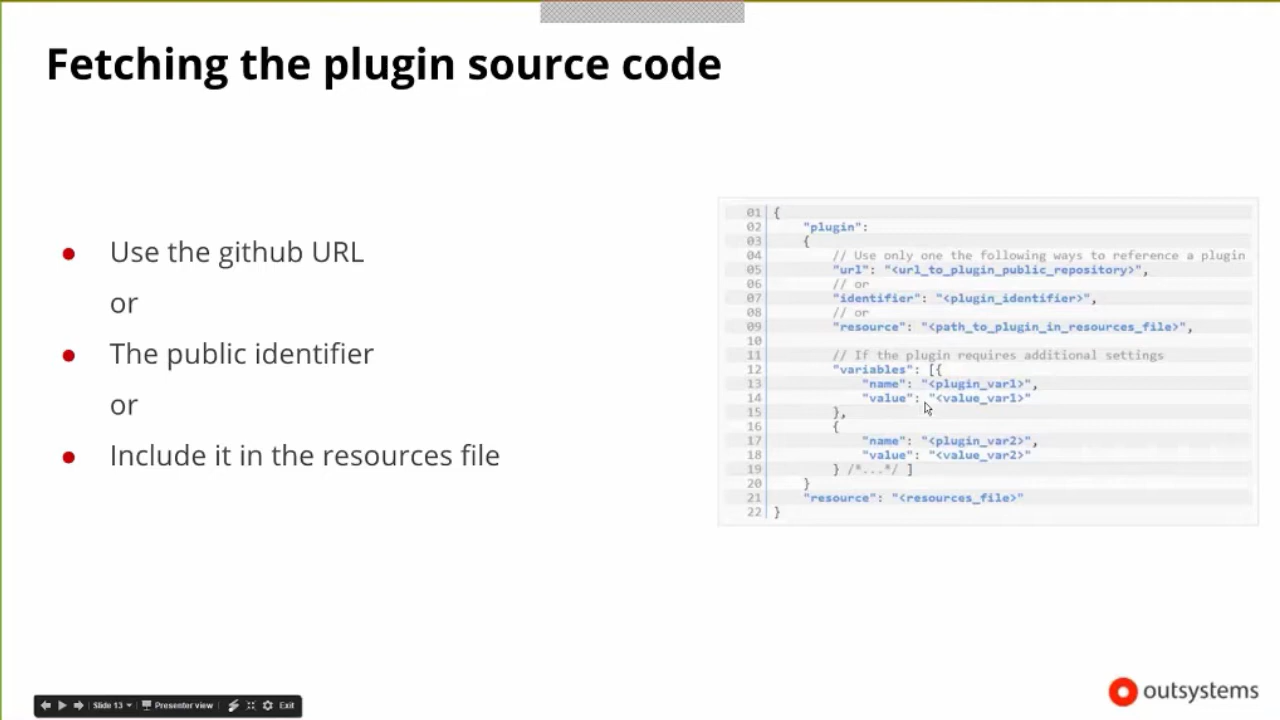 Fetching the plugin source code
Use the github URL
or
The public identifier
or
Include it in the resources file
01 {
02 "plugin":
03 {
04 // Use only one the following ways to reference a plugin
05 "url": "<url_to_plugin_public_repository>",
06 // or
07 "identifier": "<plugin_identifier>",
08 // or
09 "resource": "<path_to_plugin_in_resources_file>",
10
11 // If the plugin requires additional settings
12 "variables": [{
13 "name": "<plugin_var1>",
14 "value": "<value_var1>"
15 },
16 {
17 "name": "<plugin_var2>",
18 "value": "<value_var2>"
19 } /*...*/ ]
20 }
21 "resource": "<resources_file>"
22 }
Slide 13 Presenter view Exit
outsystems